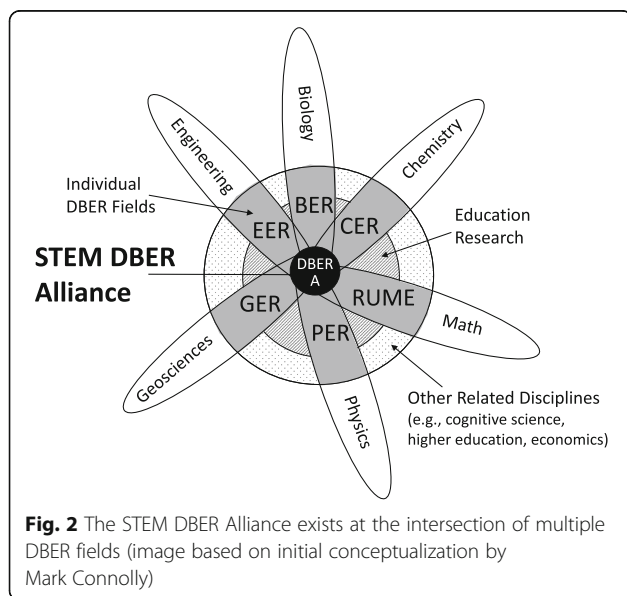 Biology
Engineering
Chemistry
Individual
DBER Fields
BER
EER
CER
Education
Research
STEM DBER
Alliance
DBER
A
GER
RUME
PER
Math
Geosciences
Physics
Other Related Disciplines
(e.g., cognitive science,
higher education, economics)
Fig. 2 The STEM DBER Alliance exists at the intersection of multiple
DBER fields (image based on initial conceptualization by
Mark Connolly)